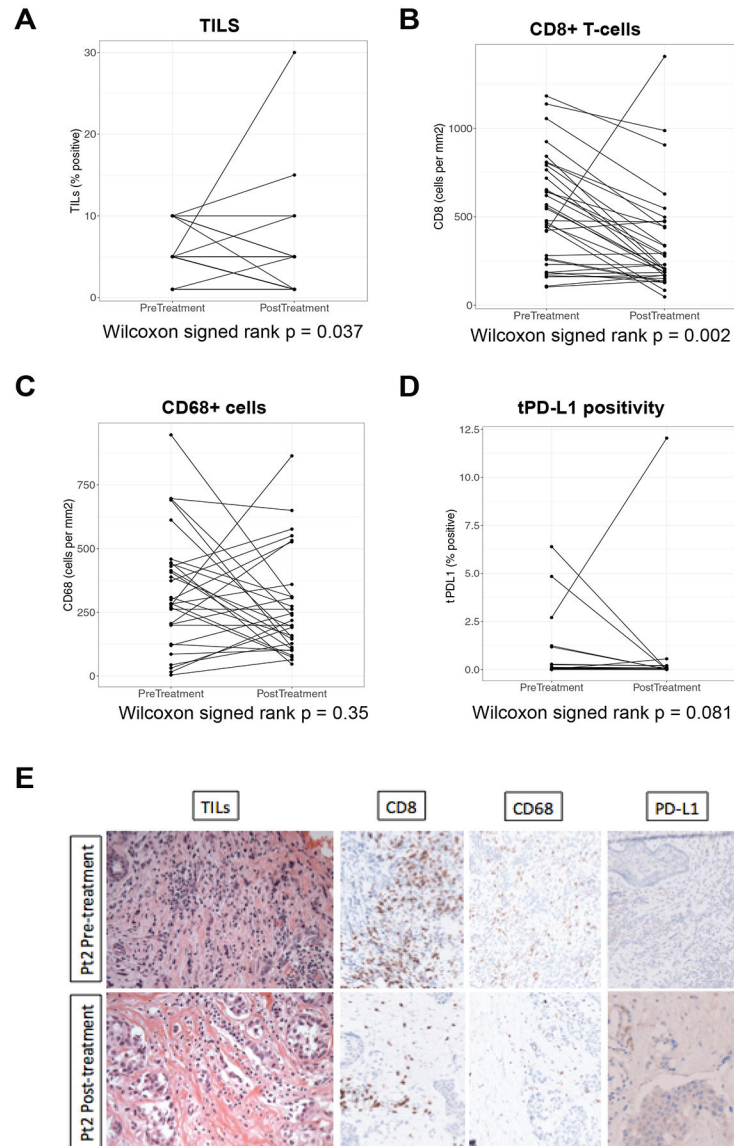 A
TILS
TILs (% positive)
30
20
10
0
PreTreatment PostTreatment
Wilcoxon signed rank p = 0.037
B
CD8+ T-cells
CD8 (cells per mm2)
1000
500
0
PreTreatment PostTreatment
Wilcoxon signed rank p = 0.002
C
CD68+ cells
CD68 (cells per mm2)
750
500
250
0
PreTreatment PostTreatment
Wilcoxon signed rank p = 0.35
D
tPD-L1 positivity
tPDL1 (% positive)
12.5
10.0
7.5
5.0
2.5
0.0
PreTreatment PostTreatment
Wilcoxon signed rank p = 0.081
E
TILs CD8 CD68 PD-L1
Pt2 Pre-treatment
Pt2 Post-treatment